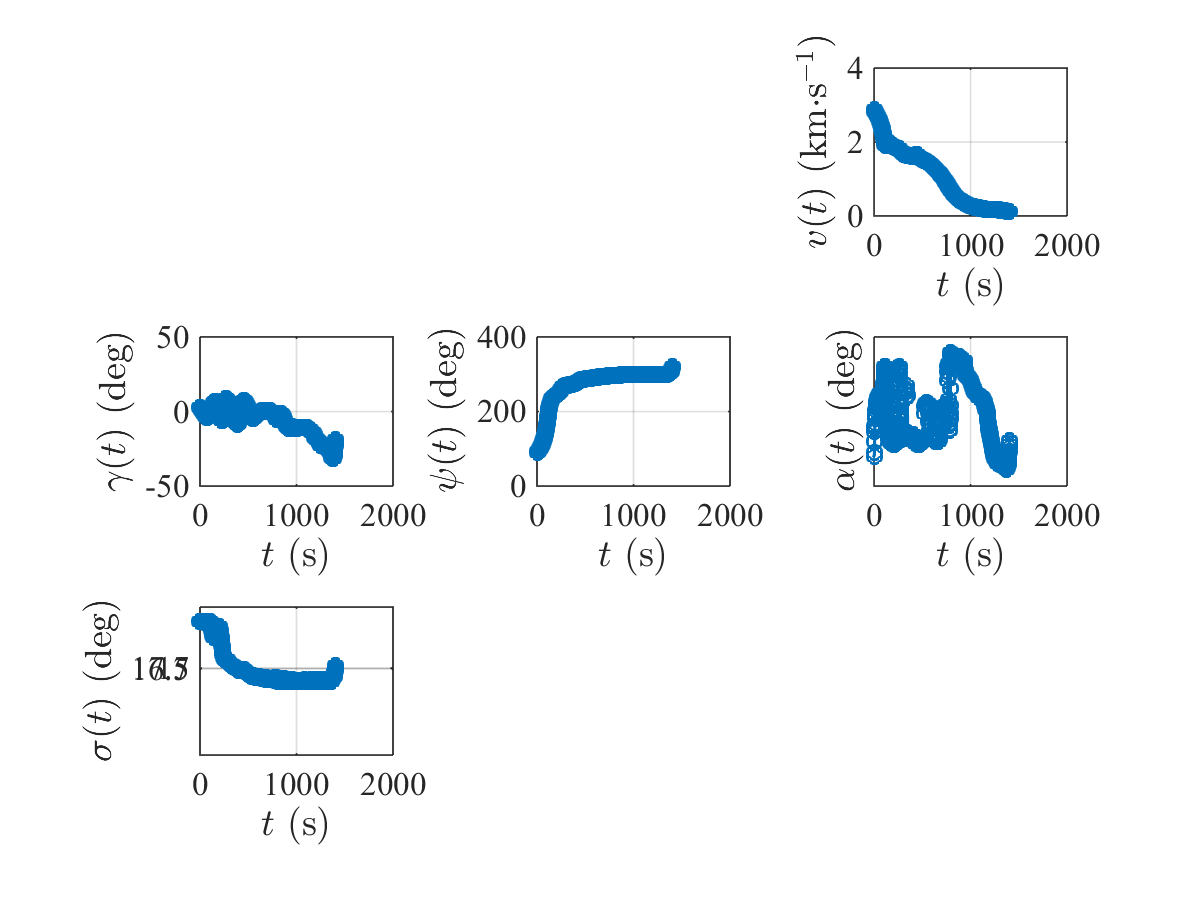 v(t) (km·s⁻¹)
4
2
0
0 1000 2000
t (s)
γ(t) (deg)
50
0
-50
0 1000 2000
t (s)
ψ(t) (deg)
400
200
0
0 1000 2000
t (s)
α(t) (deg)
0 1000 2000
t (s)
σ(t) (deg)
0 1000 2000
t (s)